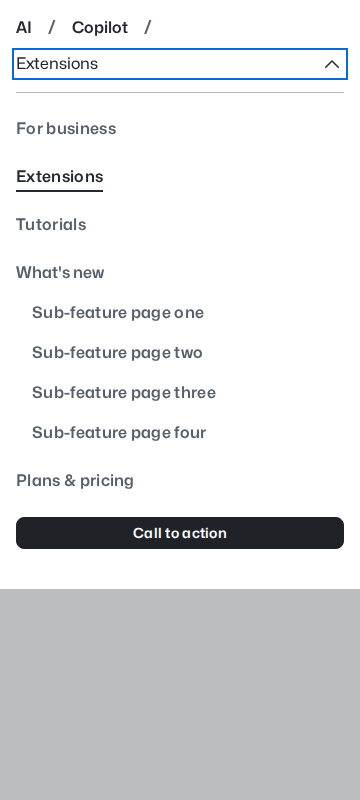 AI / Copilot /
Extensions
For business
Extensions
Tutorials
What's new
Sub-feature page one
Sub-feature page two
Sub-feature page three
Sub-feature page four
Plans & pricing
Call to action